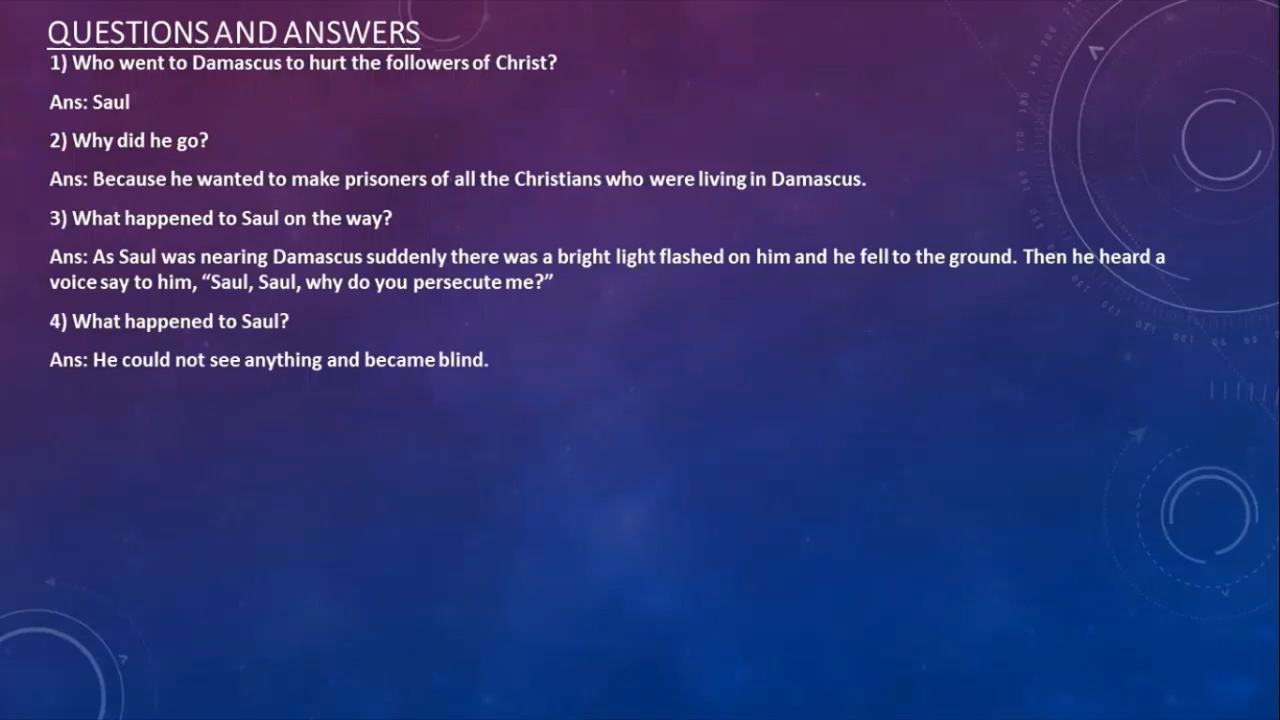 QUESTIONS AND ANSWERS
1) Who went to Damascus to hurt the followers of Christ?
Ans: Saul
2) Why did he go?
Ans: Because he wanted to make prisoners of all the Christians who were living in Damascus.
3) What happened to Saul on the way?
Ans: As Saul was nearing Damascus suddenly there was a bright light flashed on him and he fell to the ground. Then he heard a
voice say to him, “Saul, Saul, why do you persecute me?”
4) What happened to Saul?
Ans: He could not see anything and became blind.